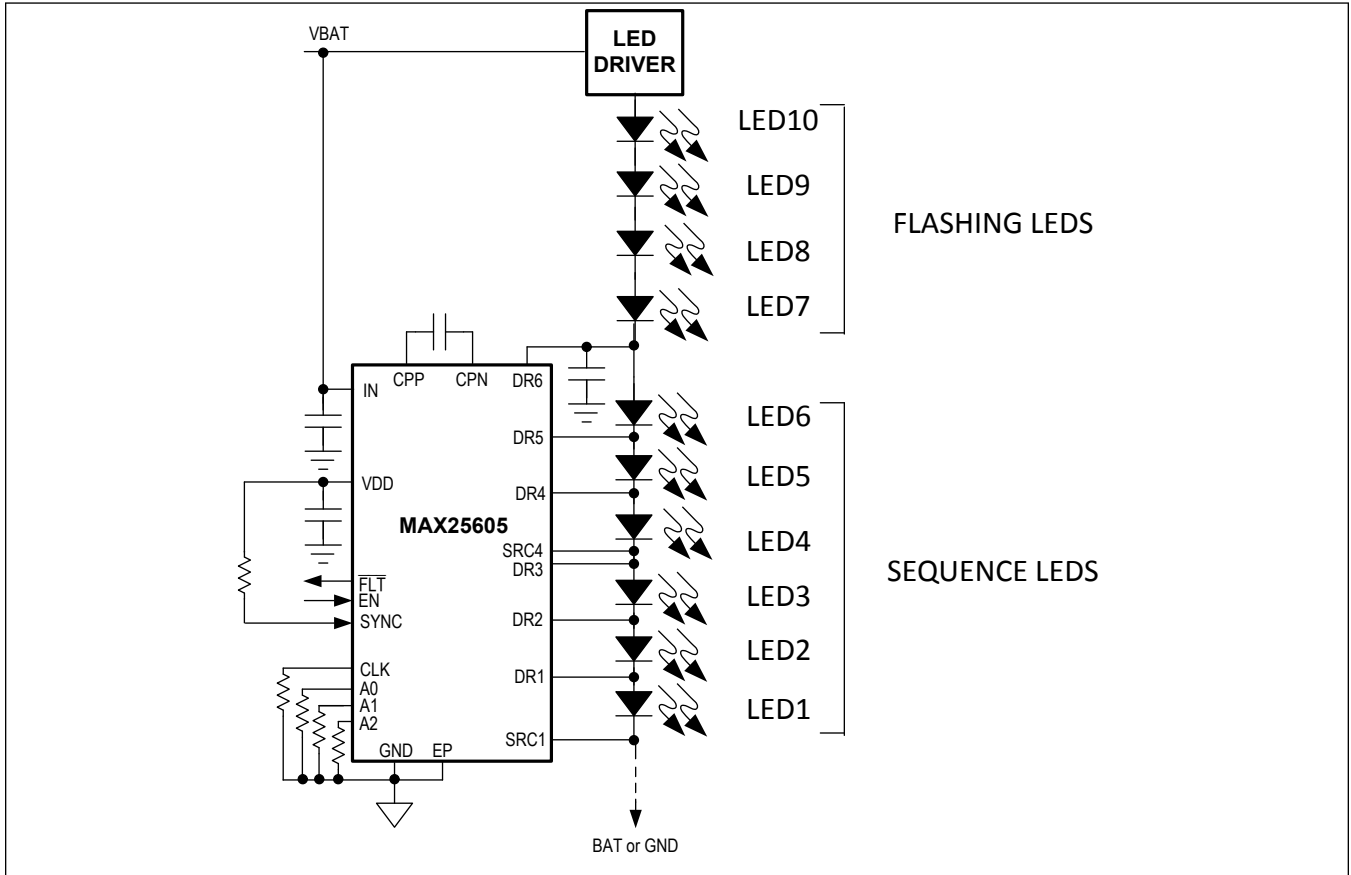 VBAT
LED
DRIVER
LED10
LED9
FLASHING LEDS
LED8
LED7
CPP
CPN
DR6
IN
LED6
DR5
LED5
VDD
DR4
MAX25605
LED4
SRC4
DR3
SEQUENCE LEDS
FLT
EN
LED3
SYNC
DR2
LED2
CLK
DR1
A0
A1
LED1
A2
SRC1
GND
EP
BAT or GND